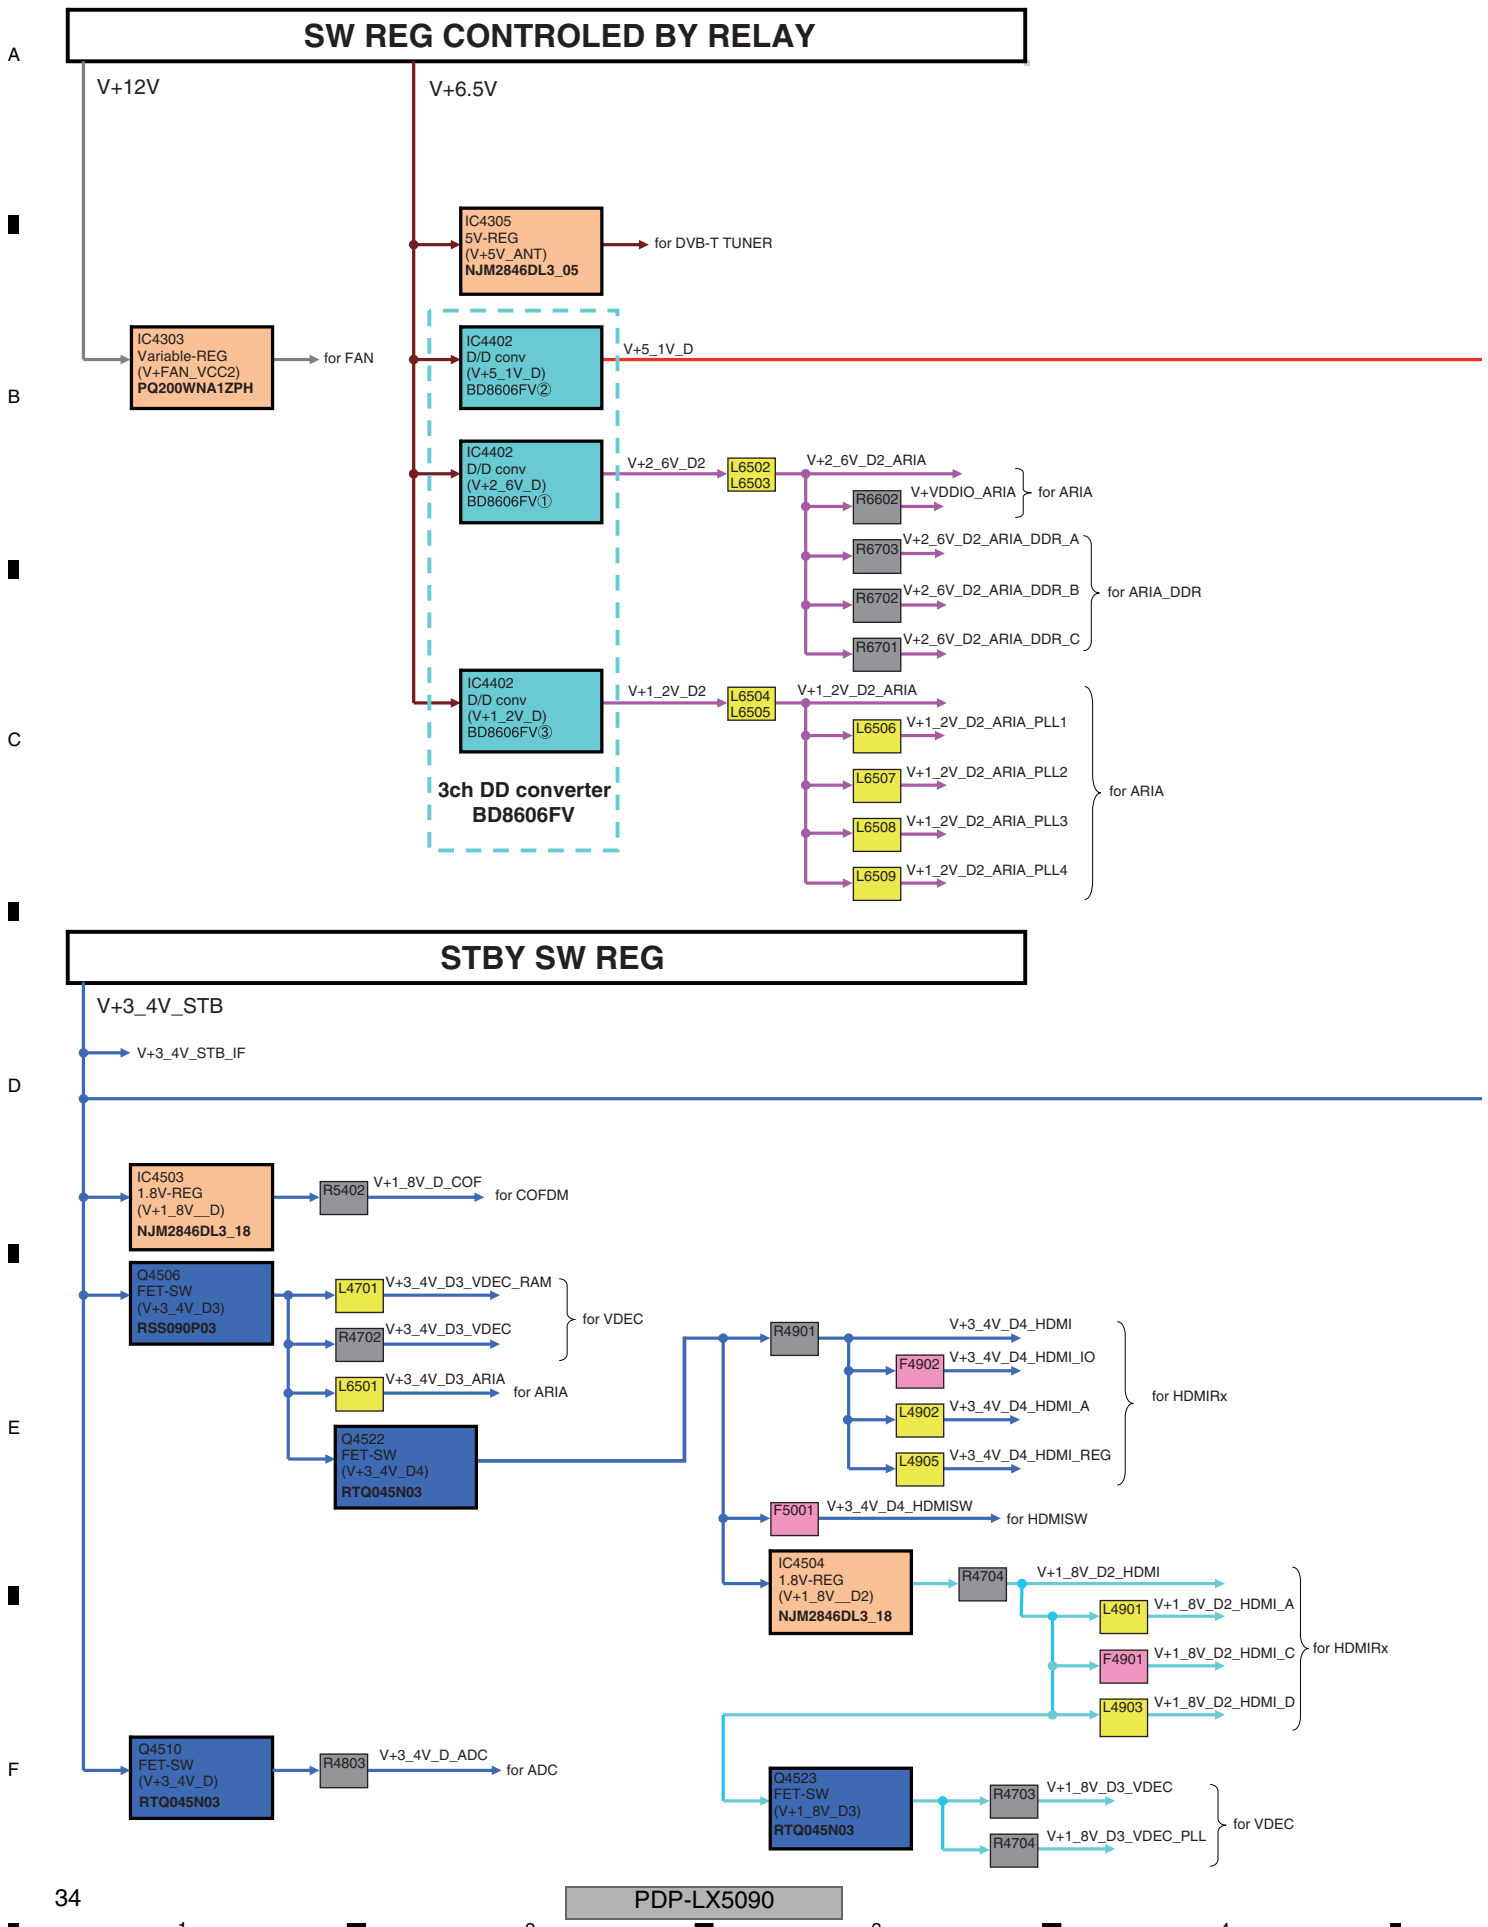 SW REG CONTROLED BY RELAY
A
V+12V
V+6.5V
IC4305
5V-REG
(V+5V_ANT)
NJM2846DL3_05
for DVB-T TUNER
IC4303
Variable-REG
(V+FAN_VCC2)
PQ200WNA1ZPH
for FAN
IC4402
D/D conv
(V+5_1V_D)
BD8606FV②
V+5_1V_D
B
IC4402
D/D conv
(V+2_6V_D)
BD8606FV①
V+2_6V_D2
L6502
L6503
V+2_6V_D2_ARIA
R6602
V+VDDIO_ARIA
for ARIA
R6703
V+2_6V_D2_ARIA_DDR_A
R6702
V+2_6V_D2_ARIA_DDR_B
for ARIA_DDR
R6701
V+2_6V_D2_ARIA_DDR_C
IC4402
D/D conv
(V+1_2V_D)
BD8606FV③
V+1_2V_D2
L6504
L6505
V+1_2V_D2_ARIA
C
L6506
V+1_2V_D2_ARIA_PLL1
L6507
V+1_2V_D2_ARIA_PLL2
for ARIA
L6508
V+1_2V_D2_ARIA_PLL3
L6509
V+1_2V_D2_ARIA_PLL4
3ch DD converter
BD8606FV
STBY SW REG
V+3_4V_STB
V+3_4V_STB_IF
D
IC4503
1.8V-REG
(V+1_8V__D)
NJM2846DL3_18
R5402
V+1_8V_D_COF
for COFDM
Q4506
FET-SW
(V+3_4V_D3)
RSS090P03
L4701
V+3_4V_D3_VDEC_RAM
R4702
V+3_4V_D3_VDEC
for VDEC
L6501
V+3_4V_D3_ARIA
for ARIA
E
Q4522
FET-SW
(V+3_4V_D4)
RTQ045N03
R4901
V+3_4V_D4_HDMI
F4902
V+3_4V_D4_HDMI_IO
L4902
V+3_4V_D4_HDMI_A
L4905
V+3_4V_D4_HDMI_REG
for HDMIRx
F5001
V+3_4V_D4_HDMISW
for HDMISW
IC4504
1.8V-REG
(V+1_8V__D2)
NJM2846DL3_18
R4704
V+1_8V_D2_HDMI
L4901
V+1_8V_D2_HDMI_A
F4901
V+1_8V_D2_HDMI_C
L4903
V+1_8V_D2_HDMI_D
for HDMIRx
F
Q4510
FET-SW
(V+3_4V_D)
RTQ045N03
R4803
V+3_4V_D_ADC
for ADC
Q4523
FET-SW
(V+1_8V_D3)
RTQ045N03
R4703
V+1_8V_D3_VDEC
R4704
V+1_8V_D3_VDEC_PLL
for VDEC
34
PDP-LX5090